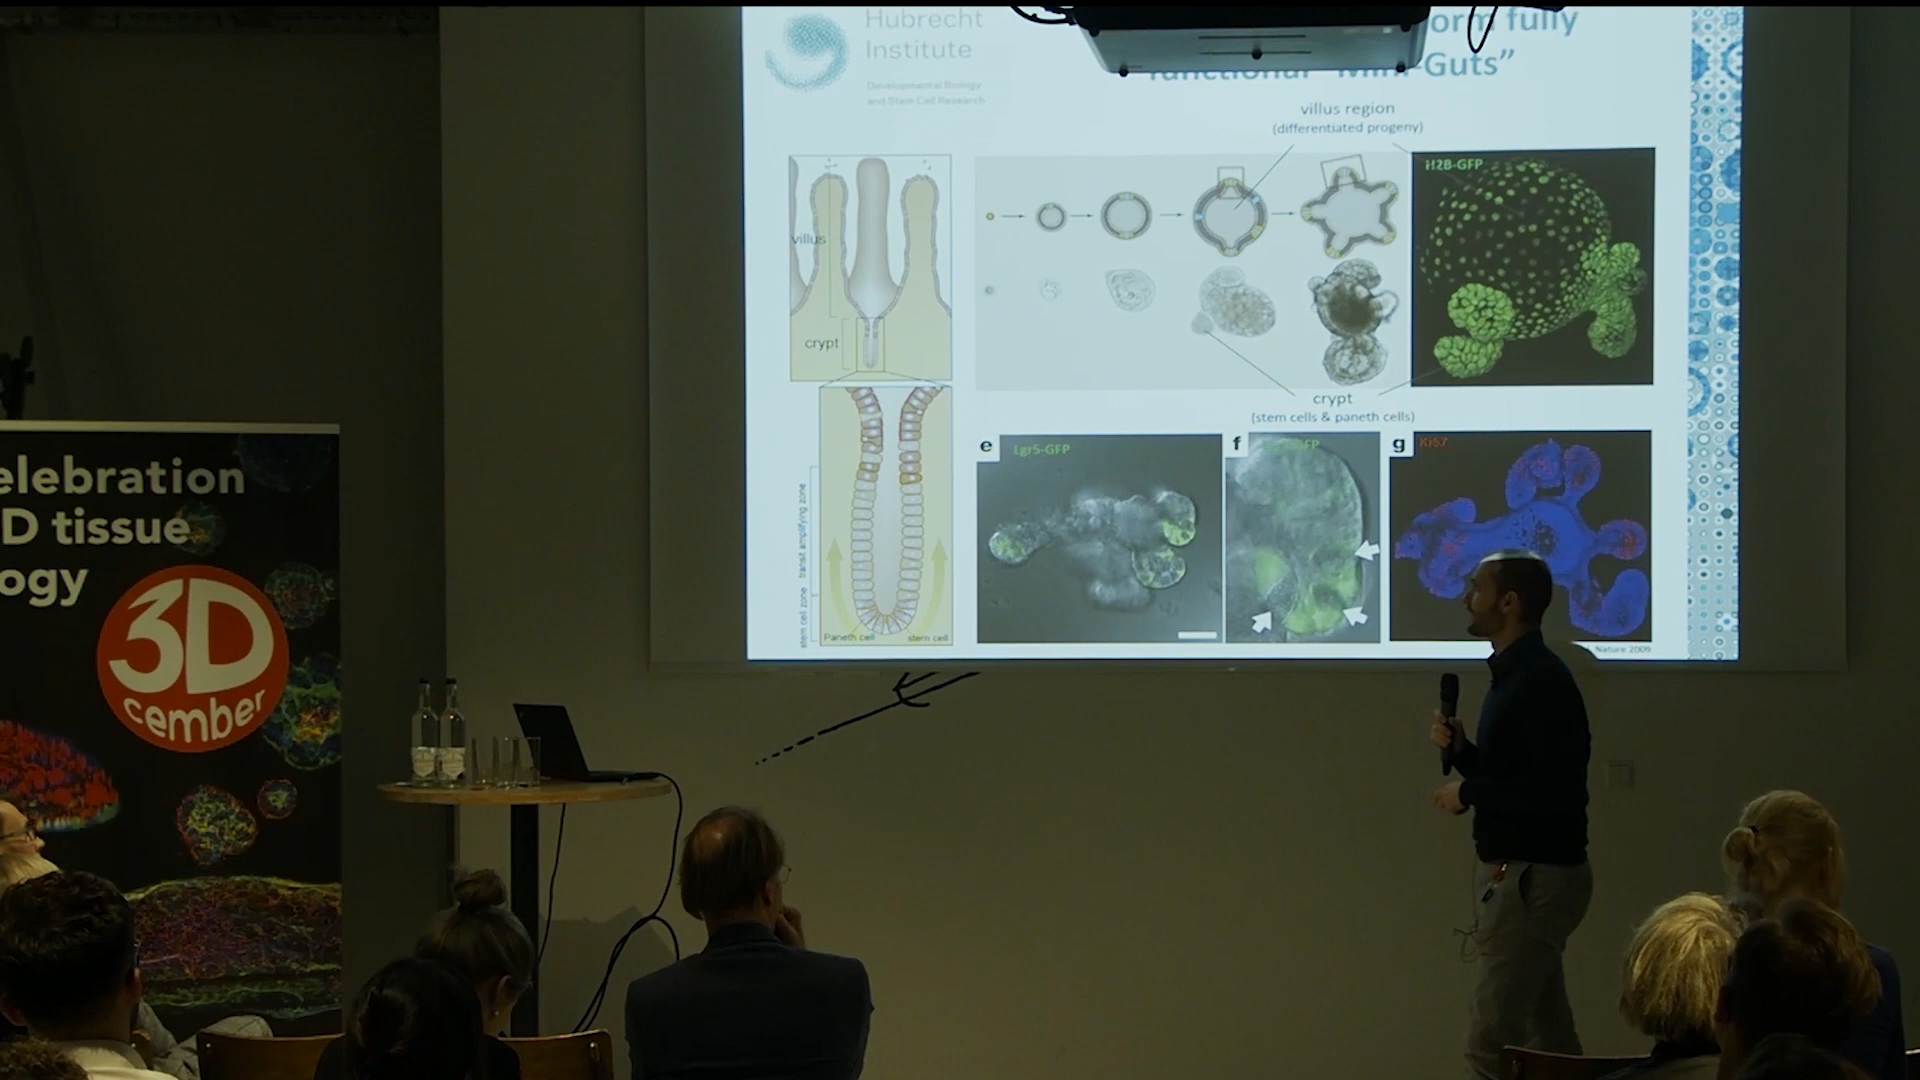 Hubrecht
Institute
Developmental Biology
and Stem Cell Research
orm fully
functional "Mini-Guts"
villus region
(differentiated progeny)
H2B-GFP
villus
crypt
crypt
(stem cells & paneth cells)
e
Lgr5-GFP
f
GFP
g
Ki67
stem cell zone
transit amplifying zone
Paneth cell
stem cell
Nature 2009
elebration
D tissue
ogy
3D
cember